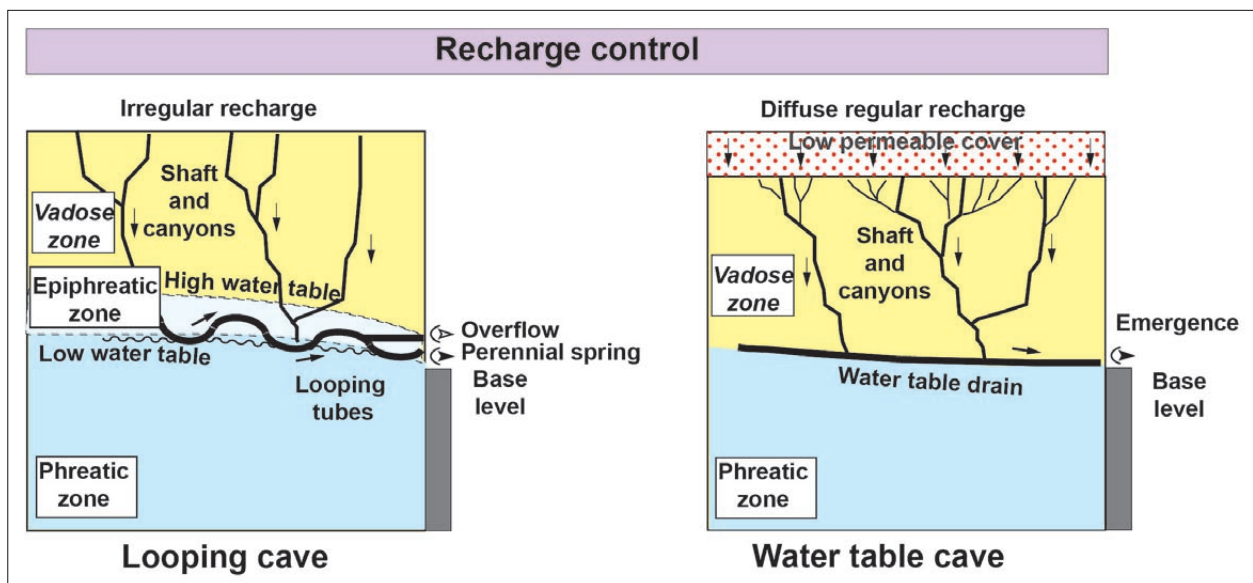 Recharge control
Irregular recharge
Shaft
and
canyons
Vadose
zone
High water table
Epiphreatic
zone
Low water table
Overflow
Perennial spring
Looping
tubes
Base
level
Phreatic
zone
Looping cave
Diffuse regular recharge
Low permeable cover
Shaft
and
canyons
Vadose
zone
Emergence
Water table drain
Base
level
Phreatic
zone
Water table cave